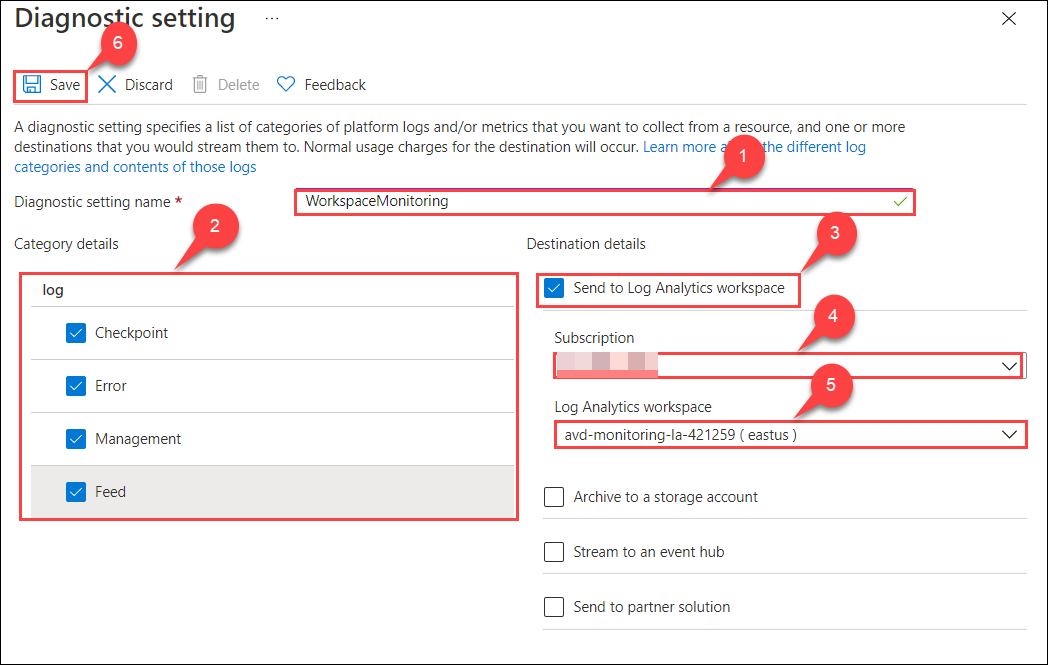 Diagnostic setting ...
6
Save Discard Delete Feedback
A diagnostic setting specifies a list of categories of platform logs and/or metrics that you want to collect from a resource, and one or more
destinations that you would stream them to. Normal usage charges for the destination will occur. Learn more a the different log
categories and contents of those logs
1
Diagnostic setting name *
WorkspaceMonitoring
2
3
Category details
Destination details
log
Send to Log Analytics workspace
4
Checkpoint
Subscription
Error
5
Log Analytics workspace
avd-monitoring-la-421259 ( eastus )
Management
Feed
Archive to a storage account
Stream to an event hub
Send to partner solution